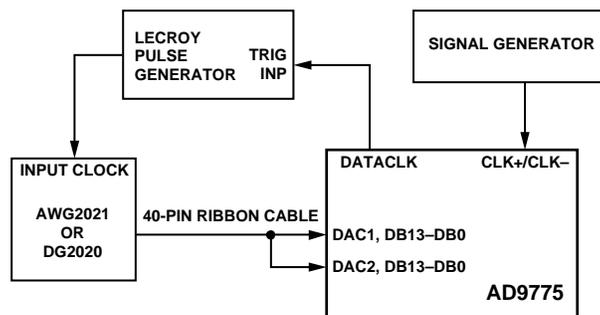 LECROY
PULSE
GENERATOR
TRIG
INP
SIGNAL GENERATOR
INPUT CLOCK
AWG2021
OR
DG2020
40-PIN RIBBON CABLE
DATACLK
CLK+/CLK–
DAC1, DB13–DB0
DAC2, DB13–DB0
AD9775